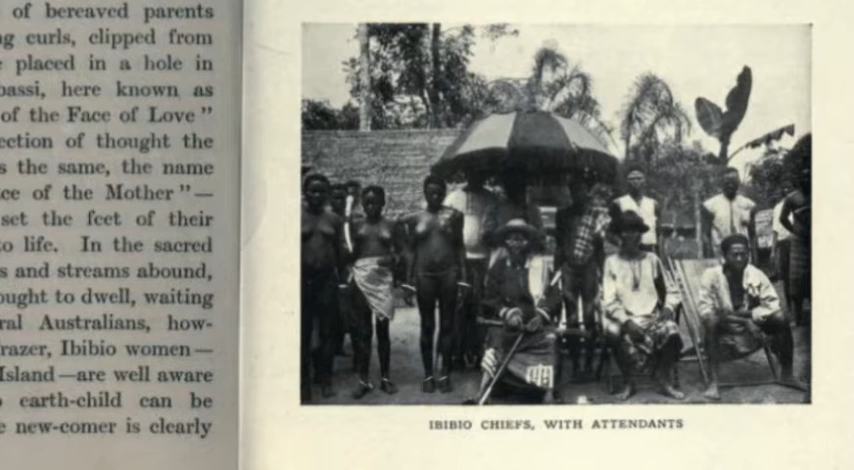 of bereaved parents
curls, clipped from
placed in a hole in
here known as
of the Face of Love"
of thought the
the same, the name
of the Mother"—
set the feet of their
to life. In the sacred
and streams abound,
to dwell, waiting
Australians, how-
Ibibio women—
Island—are well aware
earth-child can be
new-comer is clearly
IBIBIO CHIEFS, WITH ATTENDANTS